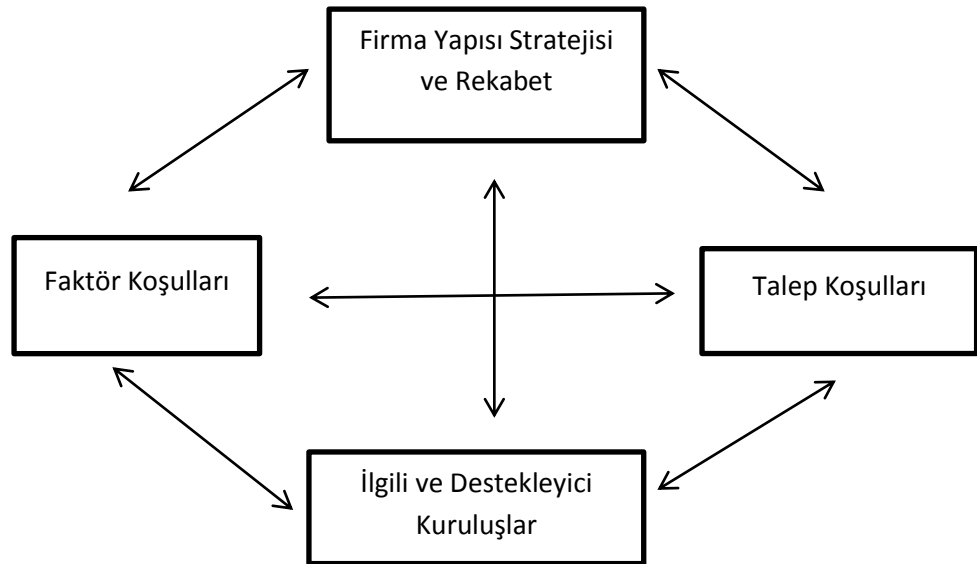 Firma Yapısı Stratejisi
ve Rekabet
Faktör Koşulları
Talep Koşulları
İlgili ve Destekleyici
Kuruluşlar